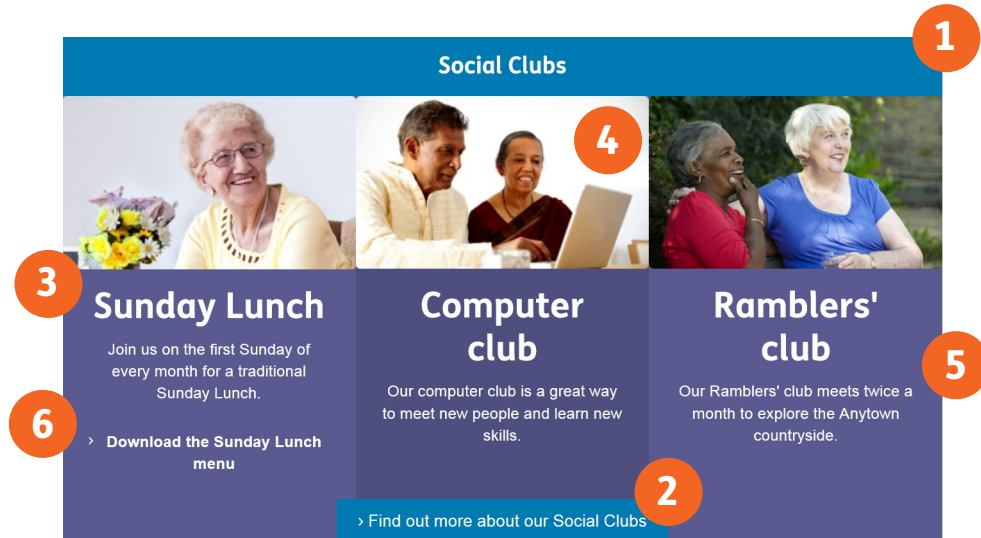 1
Social Clubs
4
3
Sunday Lunch
Join us on the first Sunday of
every month for a traditional
Sunday Lunch.
6
› Download the Sunday Lunch
menu
Computer
club
Our computer club is a great way
to meet new people and learn new
skills.
Ramblers'
club
5
Our Ramblers' club meets twice a
month to explore the Anytown
countryside.
2
› Find out more about our Social Clubs